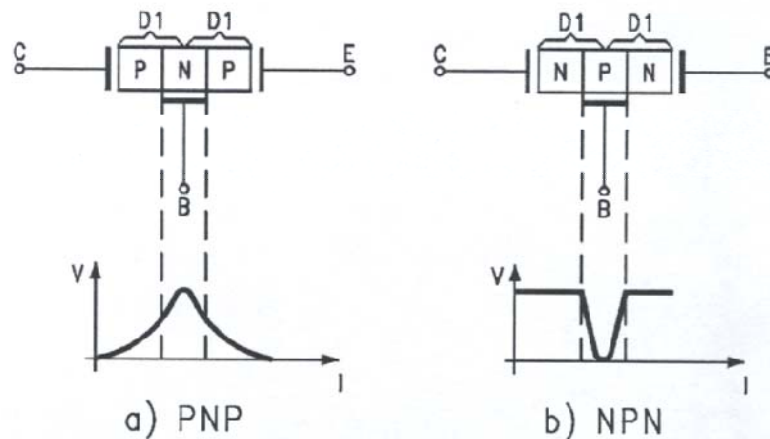 D1 D1
C P N P E
B
V
I
a) PNP
D1 D1
C N P N E
B
V
I
b) NPN